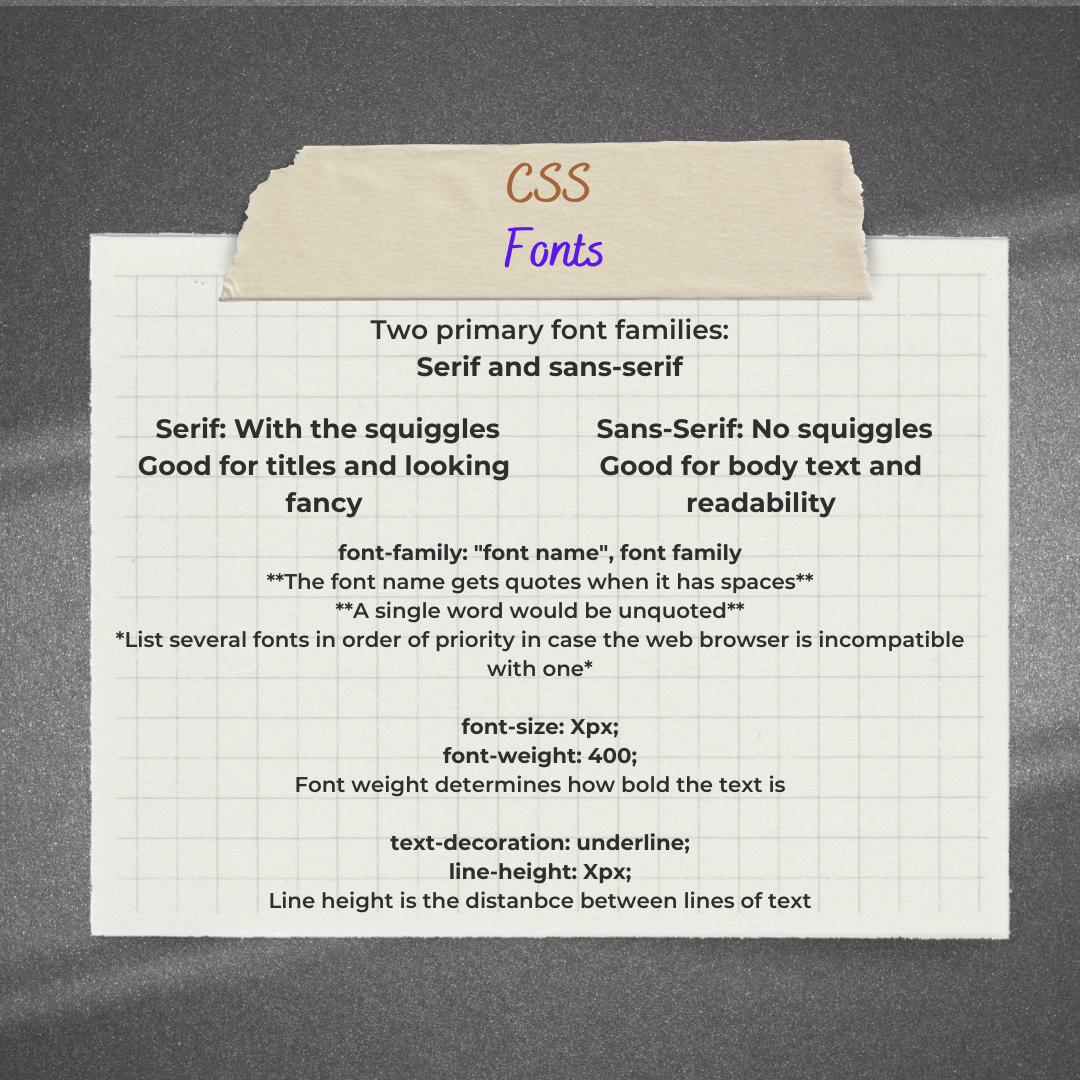 CSS
Fonts
Two primary font families:
Serif and sans-serif
Serif: With the squiggles
Good for titles and looking
fancy
Sans-Serif: No squiggles
Good for body text and
readability
font-family: "font name", font family
**The font name gets quotes when it has spaces**
**A single word would be unquoted**
*List several fonts in order of priority in case the web browser is incompatible
with one*
font-size: Xpx;
font-weight: 400;
Font weight determines how bold the text is
text-decoration: underline;
line-height: Xpx;
Line height is the distanbce between lines of text